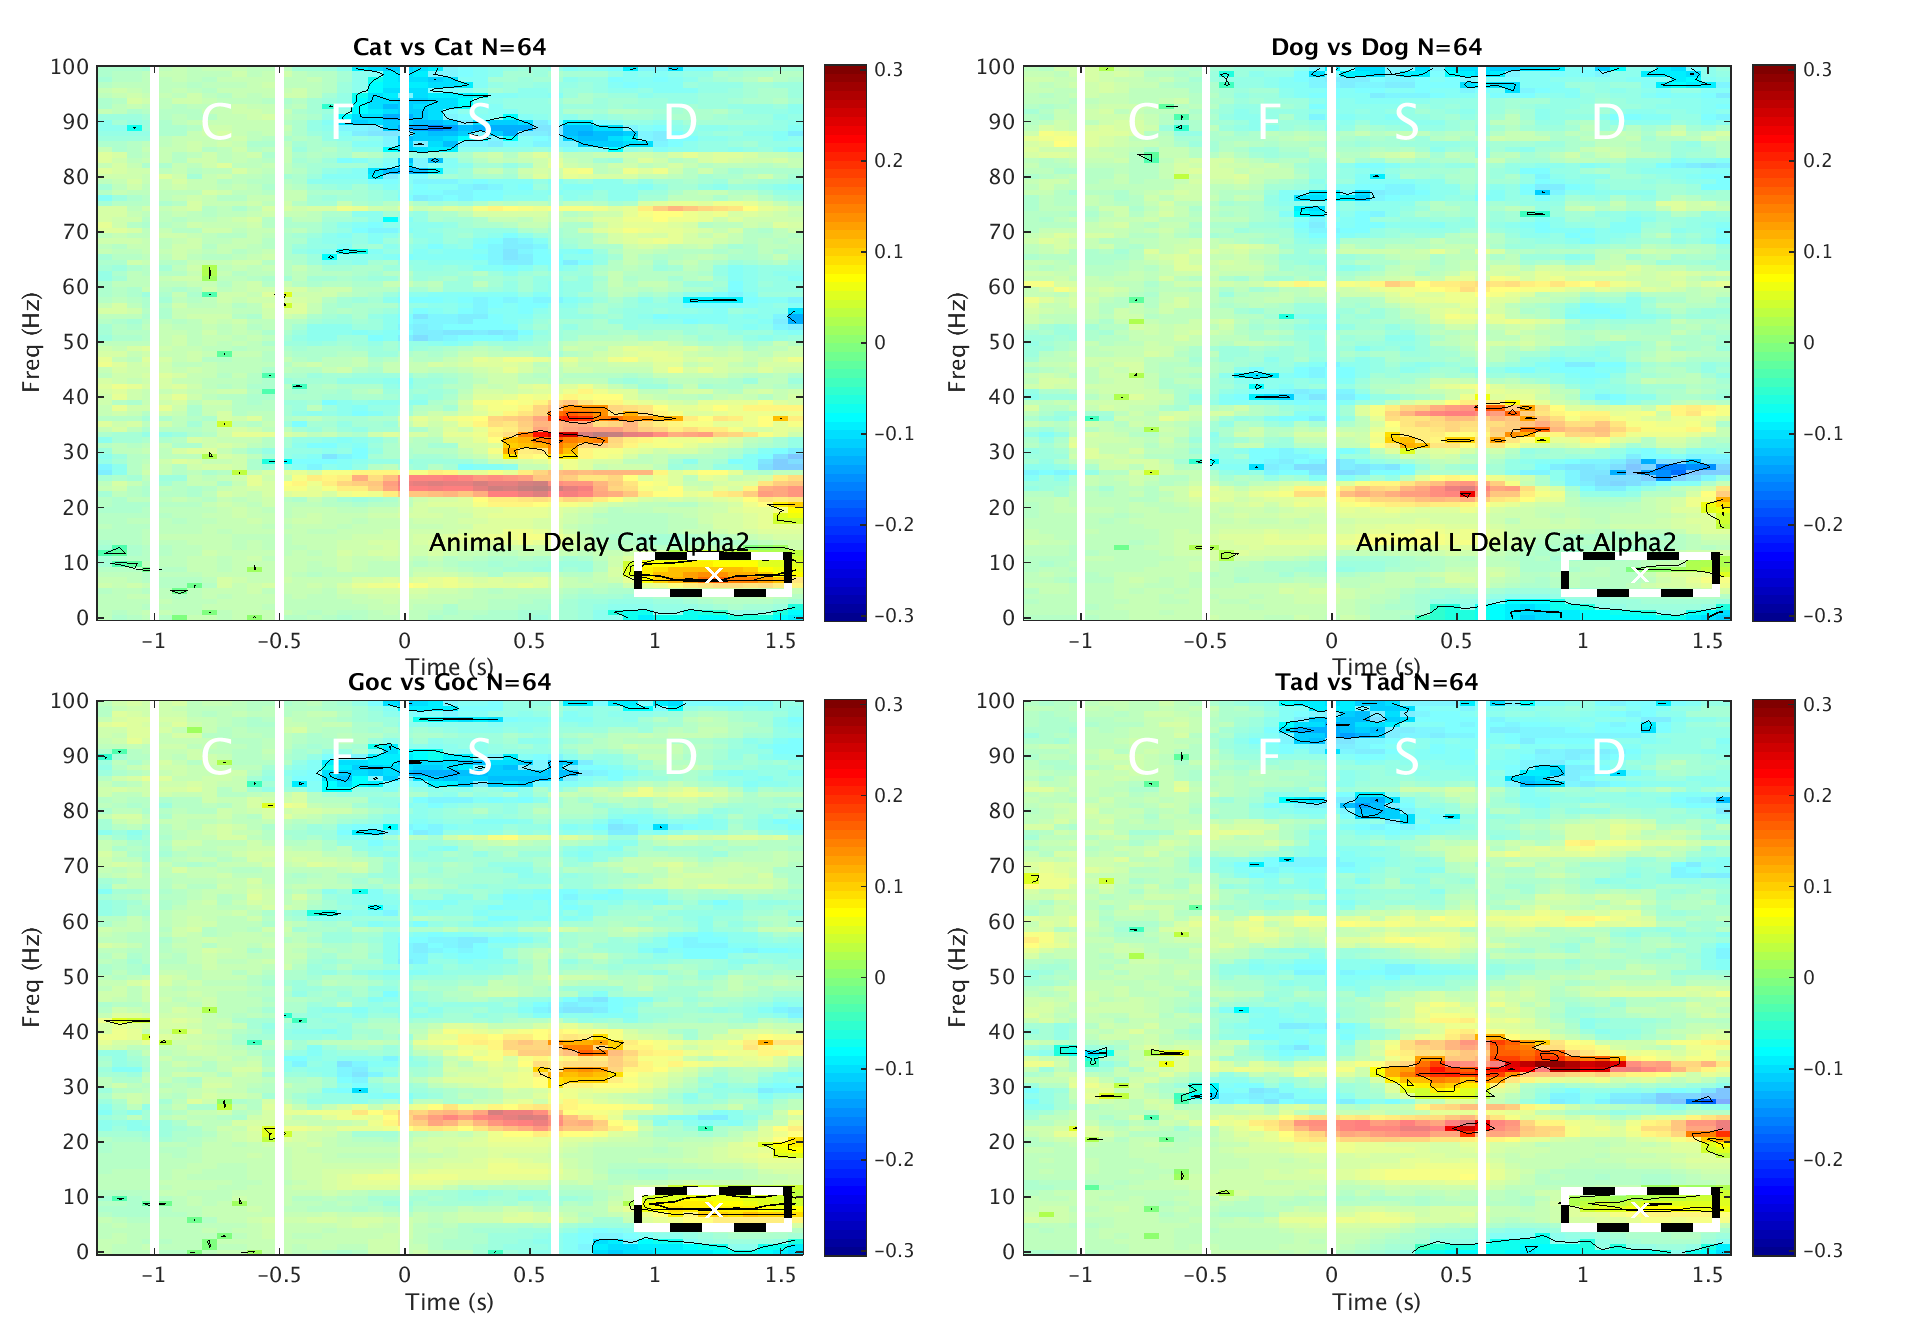 Cat vs Cat N=64
100
90
80
70
60
50
40
30
20
10
0
Freq (Hz)
C F S D
Animal L Delay Cat Alpha2
x
−1 −0.5 0 0.5 1 1.5
Time (s)
0.3
0.2
0.1
0
−0.1
−0.2
−0.3
Dog vs Dog N=64
100
90
80
70
60
50
40
30
20
10
0
Freq (Hz)
C F S D
Animal L Delay Cat Alpha2
x
−1 −0.5 0 0.5 1 1.5
Time (s)
0.3
0.2
0.1
0
−0.1
−0.2
−0.3
Goc vs Goc N=64
100
90
80
70
60
50
40
30
20
10
0
Freq (Hz)
C F S D
x
−1 −0.5 0 0.5 1 1.5
Time (s)
0.3
0.2
0.1
0
−0.1
−0.2
−0.3
Tad vs Tad N=64
100
90
80
70
60
50
40
30
20
10
0
Freq (Hz)
C F S D
x
−1 −0.5 0 0.5 1 1.5
Time (s)
0.3
0.2
0.1
0
−0.1
−0.2
−0.3